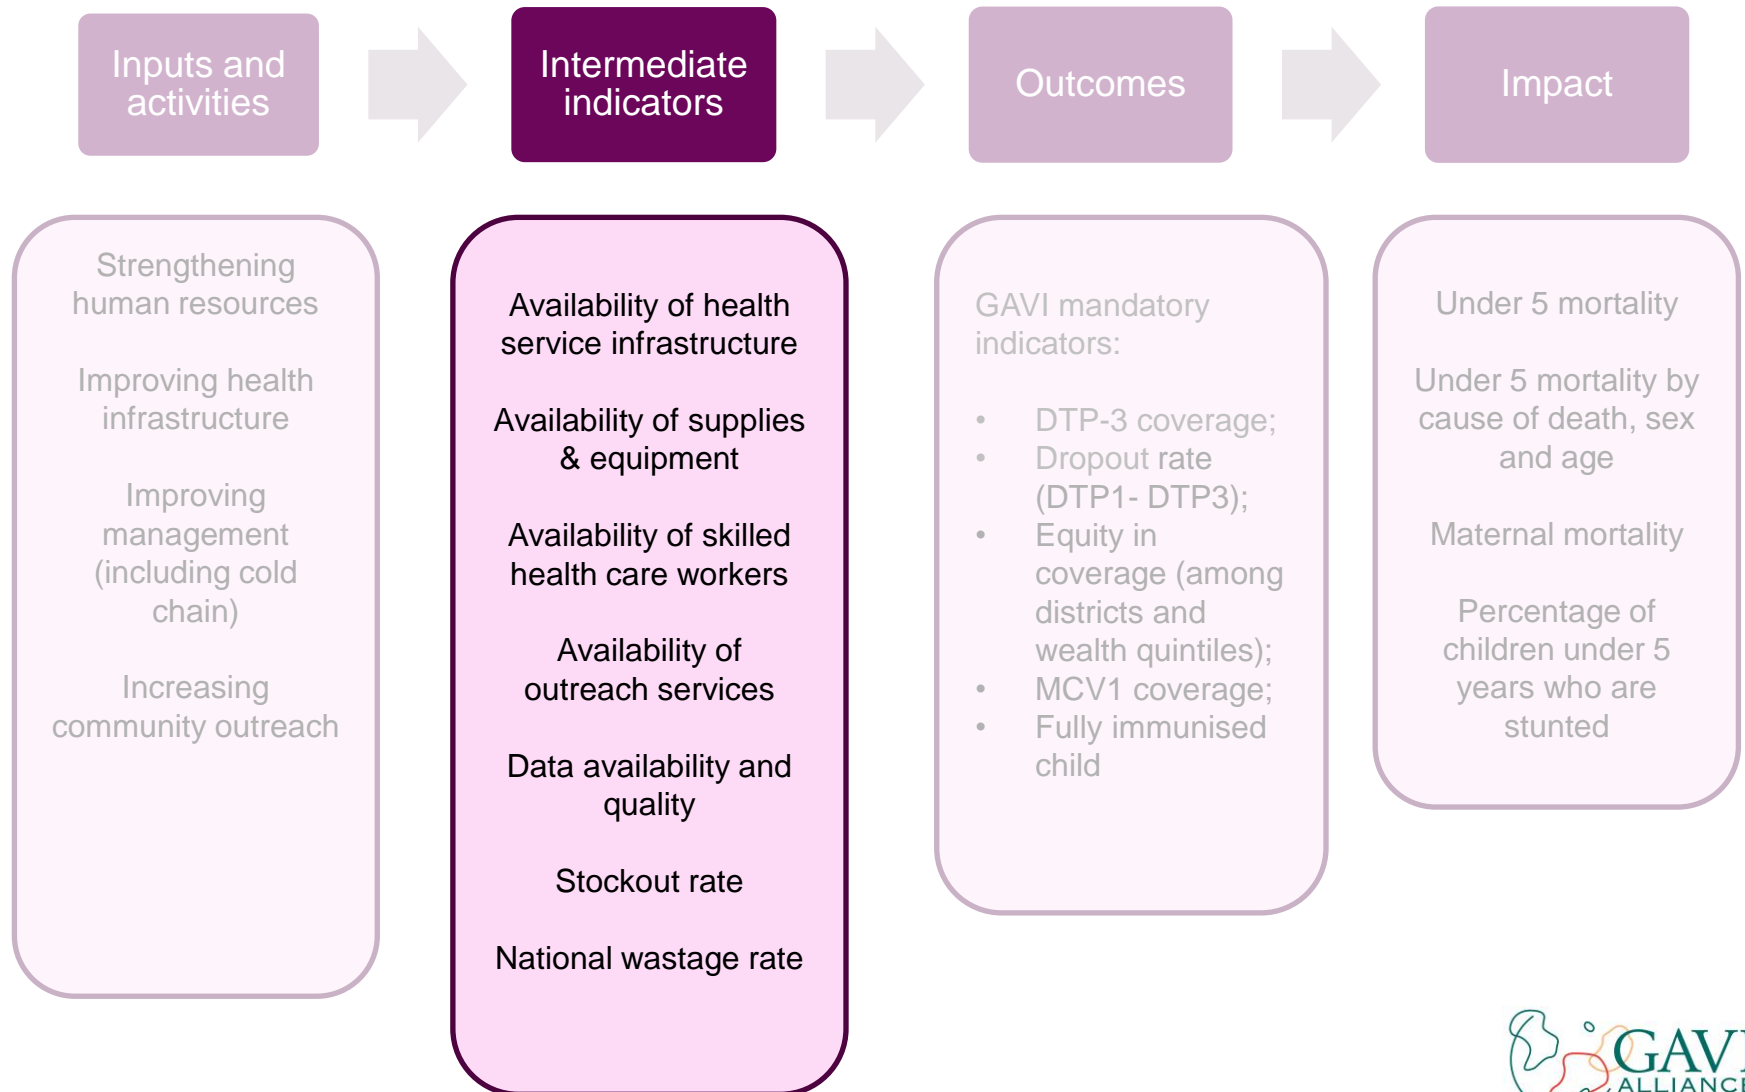 Inputs and
activities
Intermediate
indicators
Outcomes
Impact
Strengthening
human resources
Improving health
infrastructure
Improving
management
(including cold
chain)
Increasing
community outreach
Availability of health
service infrastructure
Availability of supplies
& equipment
Availability of skilled
health care workers
Availability of
outreach services
Data availability and
quality
Stockout rate
National wastage rate
GAVI mandatory
indicators:
• DTP-3 coverage;
• Dropout rate
(DTP1- DTP3);
• Equity in
coverage (among
districts and
wealth quintiles);
• MCV1 coverage;
• Fully immunised
child
Under 5 mortality
Under 5 mortality by
cause of death, sex
and age
Maternal mortality
Percentage of
children under 5
years who are
stunted
GAVI
ALLIANCE